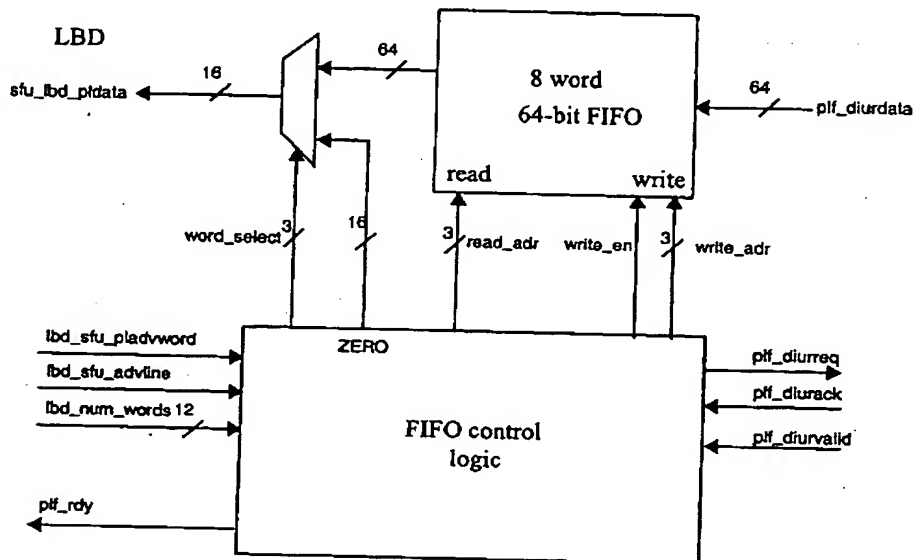 LBD
64
16
sfu_lbd_pldata
8 word
64-bit FIFO
64
plf_diurdata
read
write
word_select
3
16
3
read_adr
write_en
3
write_adr
lbd_sfu_pladvword
ZERO
lbd_sfu_advline
lbd_num_words 12
plf_diurreq
plf_diurack
plf_diurvalid
FIFO control
logic
plf_rdy